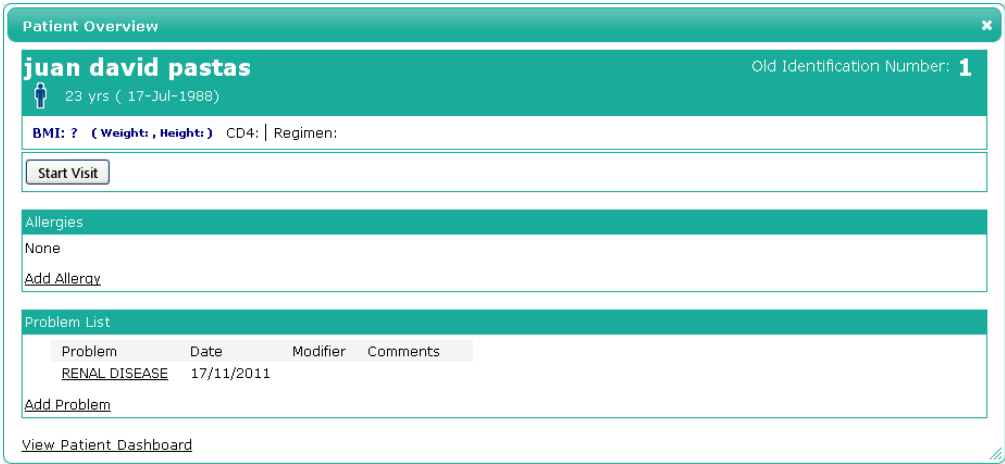 Patient Overview
juan david pastas
Old Identification Number: 1
23 yrs ( 17-Jul-1988)
BMI: ? ( Weight: , Height: ) CD4: | Regimen:
Start Visit
Allergies
None
Add Allergy
Problem List
Problem Date Modifier Comments
RENAL DISEASE 17/11/2011
Add Problem
View Patient Dashboard